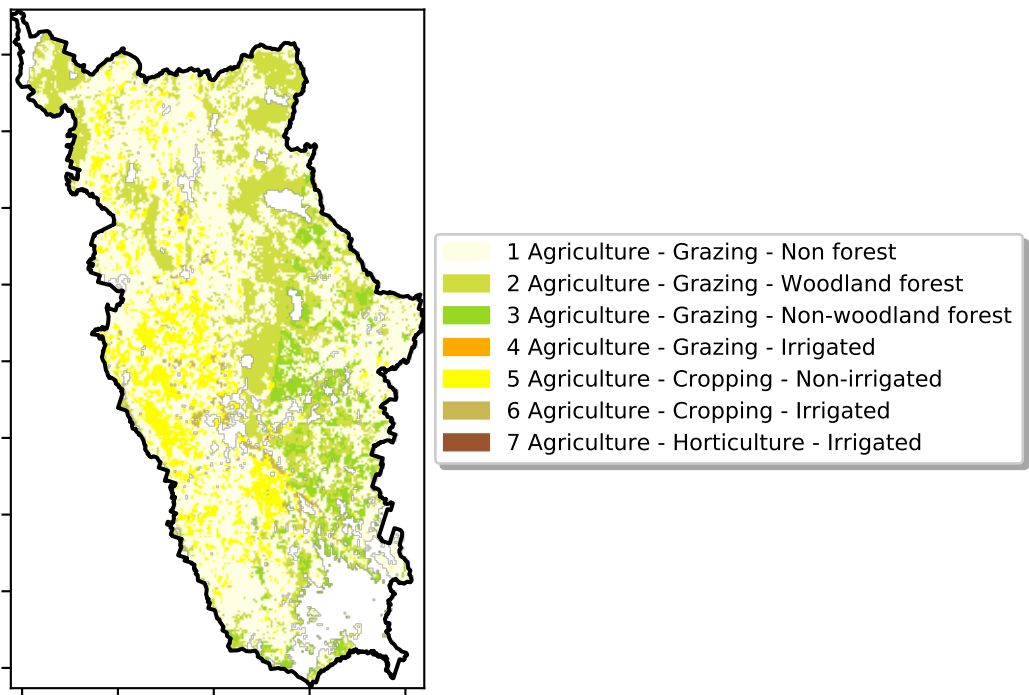 1 Agriculture - Grazing - Non forest
2 Agriculture - Grazing - Woodland forest
3 Agriculture - Grazing - Non-woodland forest
4 Agriculture - Grazing - Irrigated
5 Agriculture - Cropping - Non-irrigated
6 Agriculture - Cropping - Irrigated
7 Agriculture - Horticulture - Irrigated